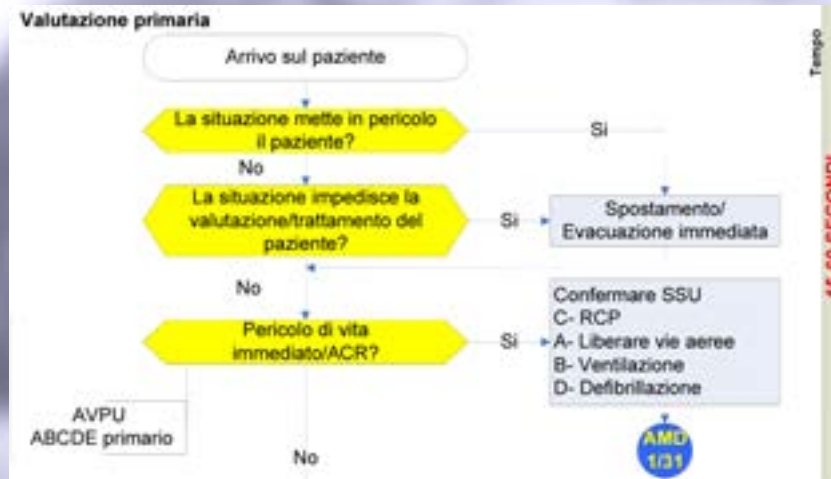 Valutazione primaria
Arrivo sul paziente
La situazione mette in pericolo
il paziente?
Si
No
La situazione impedisce la
valutazione/trattamento del
paziente?
Si
Spostamento/
Evacuazione immediata
No
Pericolo di vita
immediato/ACR?
Si
Confermare SSU
C- RCP
A- Liberare vie aeree
B- Ventilazione
D- Defibrillazione
AVPU
ABCDE primario
No
AMD
1/31
Tempo